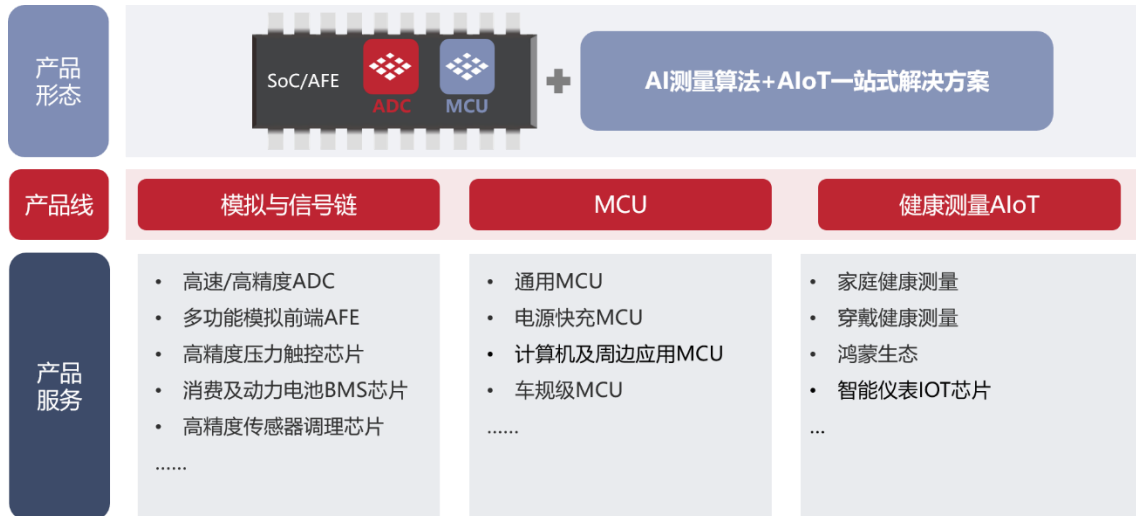 产品
形态
SoC/AFE
ADC
MCU
AI测量算法+AIoT一站式解决方案
产品线
模拟与信号链
MCU
健康测量AIoT
产品
服务
• 高速/高精度ADC
• 多功能模拟前端AFE
• 高精度压力触控芯片
• 消费及动力电池BMS芯片
• 高精度传感器调理芯片
......
• 通用MCU
• 电源快充MCU
• 计算机及周边应用MCU
• 车规级MCU
......
• 家庭健康测量
• 穿戴健康测量
• 鸿蒙生态
• 智能仪表IOT芯片
...